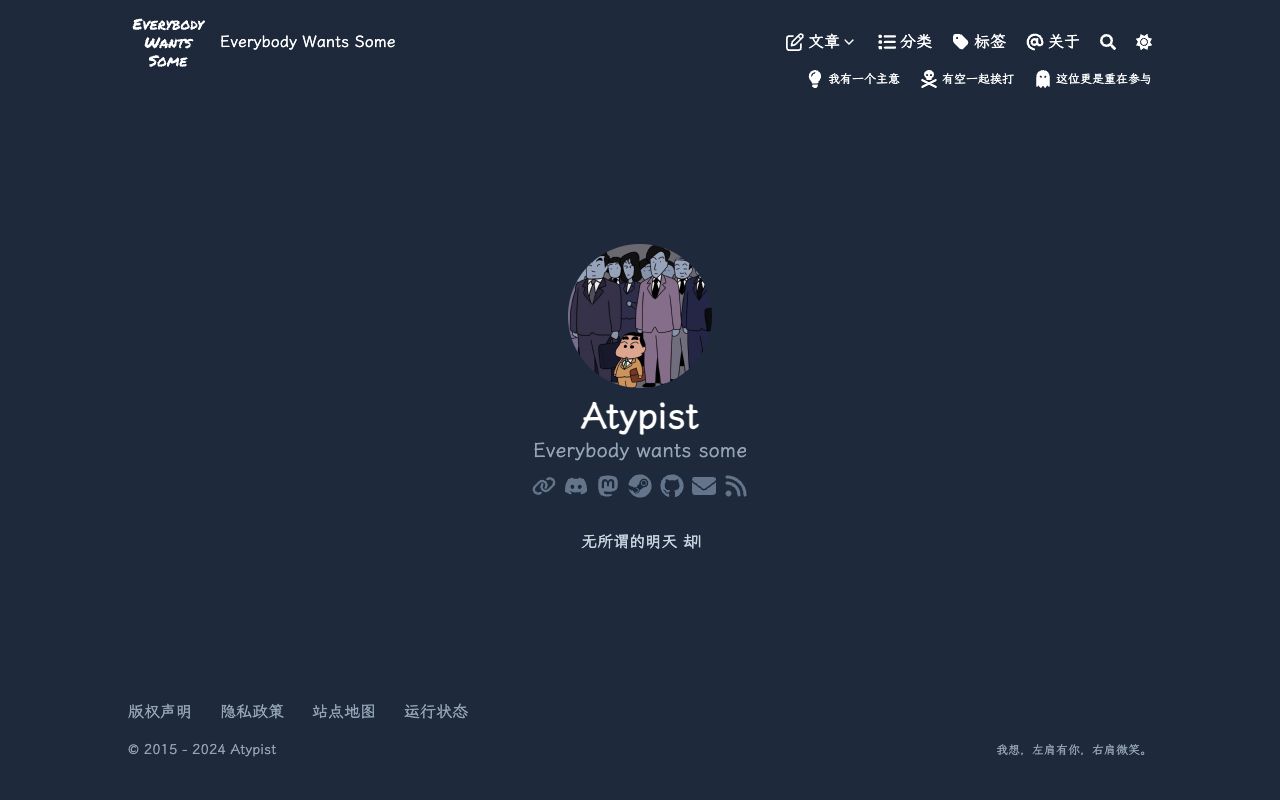 Everybody
Wants
Some
Everybody Wants Some
文章
分类
标签
关于
我有一个主意
有空一起挨打
这位更是重在参与
Atypist
Everybody wants some
无所谓的明天 却
版权声明
隐私政策
站点地图
运行状态
© 2015 - 2024 Atypist
我想，左肩有你，右肩微笑。